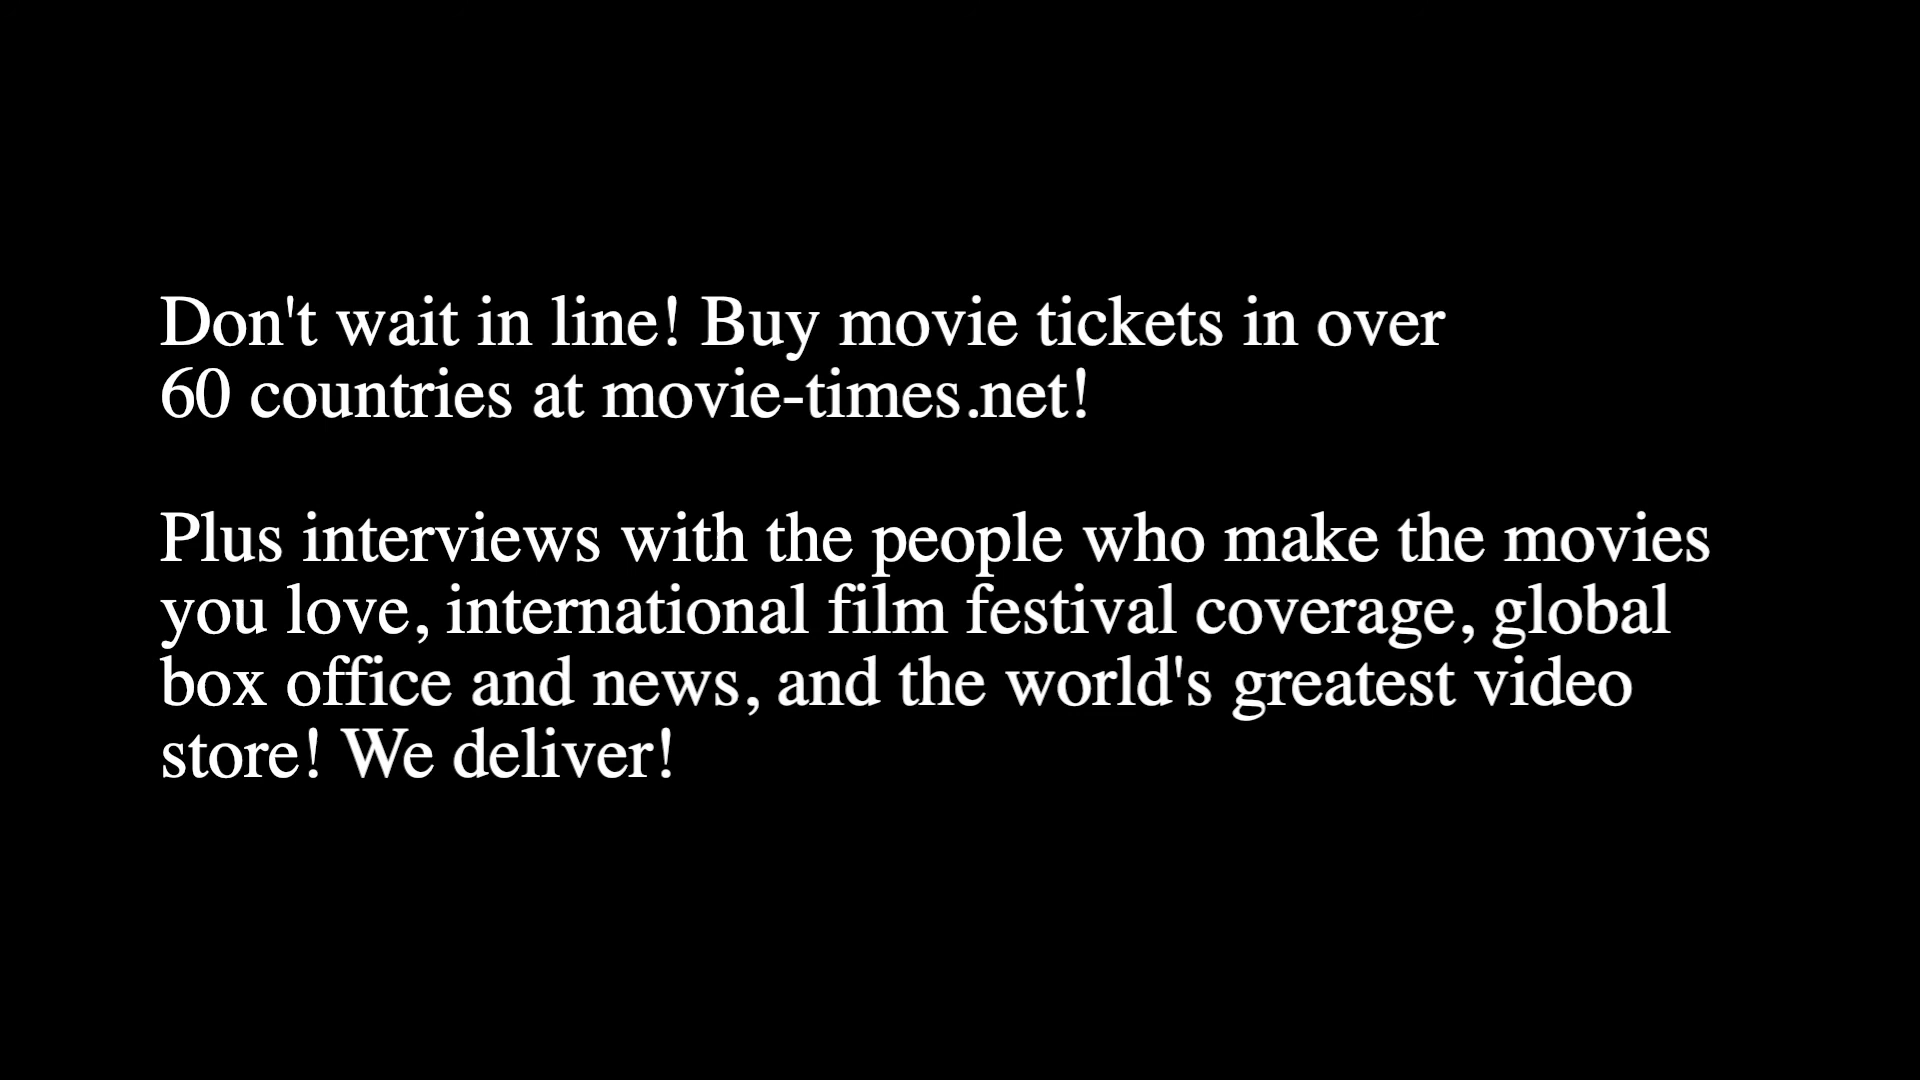 Don't wait in line! Buy movie tickets in over
60 countries at movie-times.net!
Plus interviews with the people who make the movies
you love, international film festival coverage, global
box office and news, and the world's greatest video
store! We deliver!